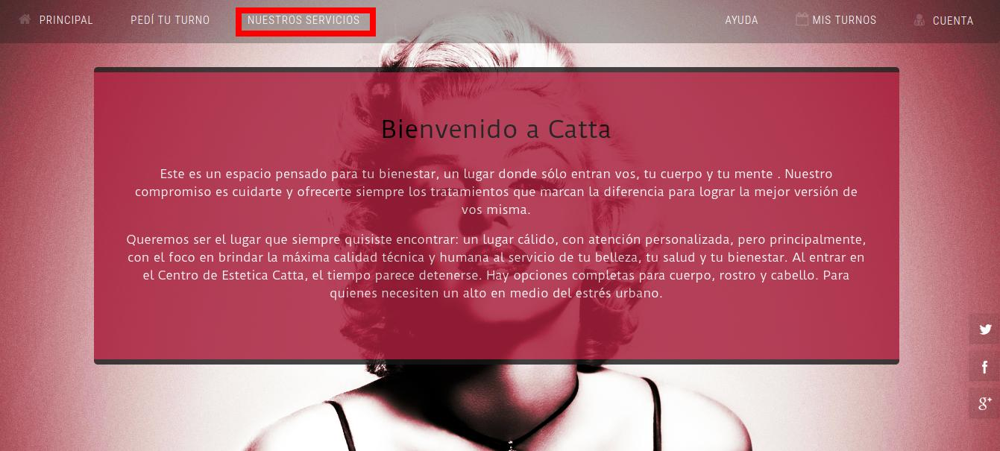 PRINCIPAL PEDÍ TU TURNO NUESTROS SERVICIOS AYUDA MIS TURNOS CUENTA
Bienvenido a Catta
Este es un espacio pensado para tu bienestar, un lugar donde sólo entran vos, tu cuerpo y tu mente . Nuestro
compromiso es cuidarte y ofrecerte siempre los tratamientos que marcan la diferencia para lograr la mejor versión de
vos misma.
Queremos ser el lugar que siempre quisiste encontrar: un lugar cálido, con atención personalizada, pero principalmente,
con el foco en brindar la máxima calidad técnica y humana al servicio de tu belleza, tu salud y tu bienestar. Al entrar en
el Centro de Estetica Catta, el tiempo parece detenerse. Hay opciones completas para cuerpo, rostro y cabello. Para
quienes necesiten un alto en medio del estrés urbano.
f
g+